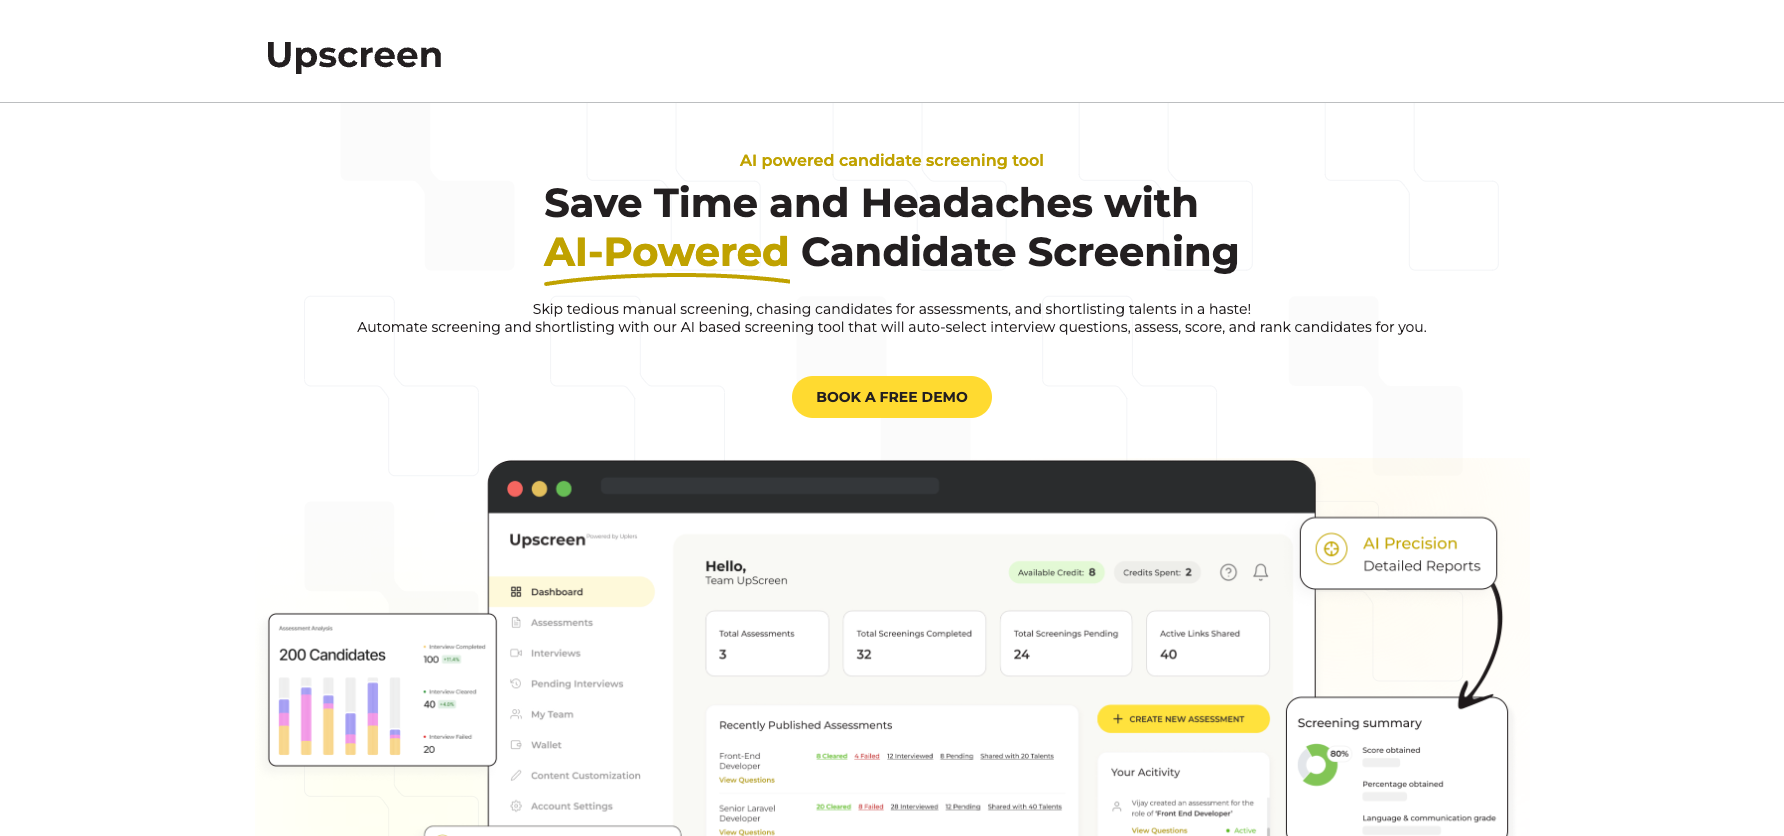 Upscreen
AI powered candidate screening tool
Save Time and Headaches with
AI-Powered Candidate Screening
Skip tedious manual screening, chasing candidates for assessments, and shortlisting talents in a haste!
Automate screening and shortlisting with our AI based screening tool that will auto-select interview questions, assess, score, and rank candidates for you.
BOOK A FREE DEMO
Upscreen Powered by Uplers
Dashboard
Assessments
Interviews
Pending Interviews
My Team
Wallet
Content Customization
Account Settings
Hello,
Team UpScreen
Available Credit: 8
Credits Spent: 2
Total Assessments
3
Total Screenings Completed
32
Total Screenings Pending
24
Active Links Shared
40
Recently Published Assessments
Front-End
Developer
8 Cleared 4 Failed 12 Interviewed 8 Pending Shared with 20 Talents
View Questions
Senior Laravel
Developer
20 Cleared 8 Failed 28 Interviewed 12 Pending Shared with 40 Talents
View Questions
+ CREATE NEW ASSESSMENT
Your Acitivity
Vijay created an assessment for the
role of 'Front End Developer'
View Questions
Active
Assessment Analysis
200 Candidates
Interview Completed
100 +11.4%
Interview Cleared
40 +4.6%
Interview Failed
20
AI Precision
Detailed Reports
Screening summary
80%
Score obtained
Percentage obtained
Language & communication grade